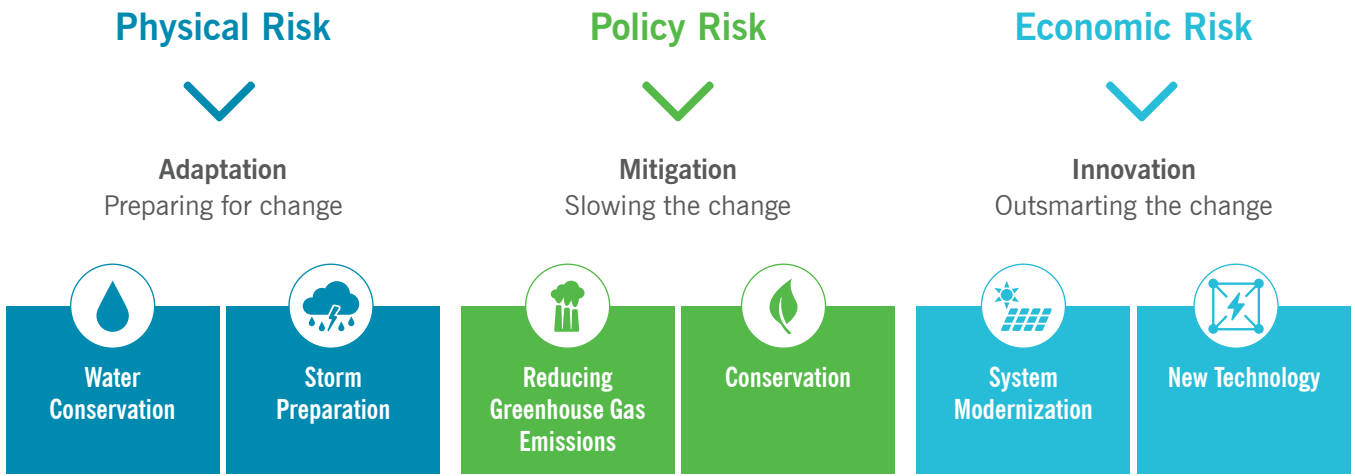 Physical Risk
Adaptation
Preparing for change
Water
Conservation
Storm
Preparation
Policy Risk
Mitigation
Slowing the change
Reducing
Greenhouse Gas
Emissions
Conservation
Economic Risk
Innovation
Outsmarting the change
System
Modernization
New Technology